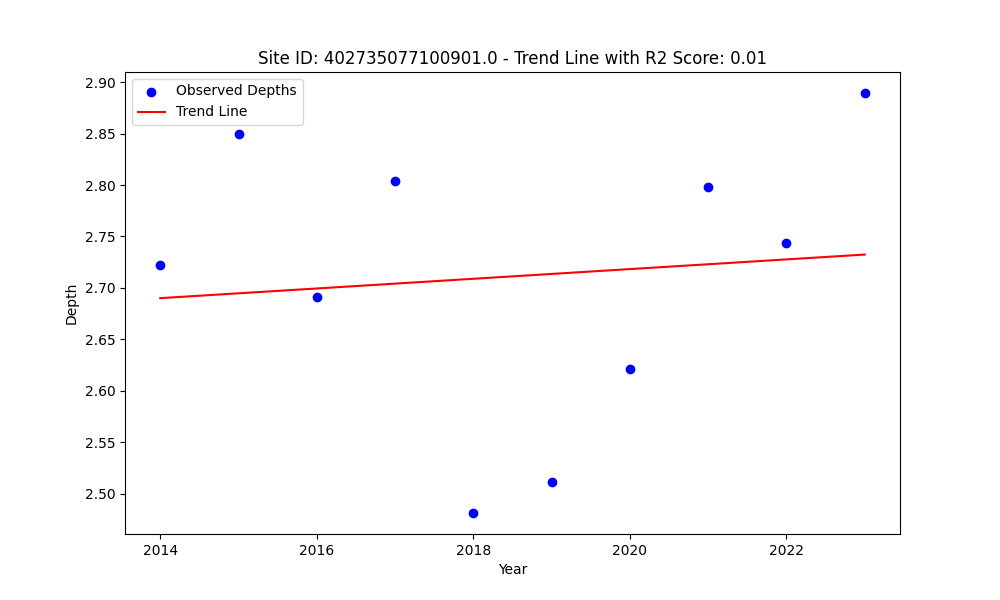 Site ID: 402735077100901.0 - Trend Line with R2 Score: 0.01
Observed Depths
Trend Line
2.90
2.85
2.80
2.75
2.70
2.65
2.60
2.55
2.50
Depth
2014
2016
2018
2020
2022
Year